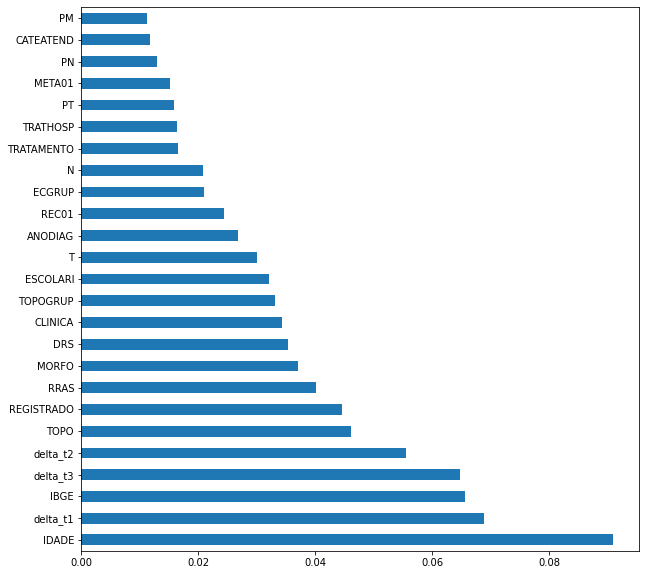 PM
CATEATEND
PN
META01
PT
TRATHOSP
TRATAMENTO
N
ECGRUP
REC01
ANODIAG
T
ESCOLARI
TOPOGRUP
CLINICA
DRS
MORFO
RRAS
REGISTRADO
TOPO
delta_t2
delta_t3
IBGE
delta_t1
IDADE
0.00 0.02 0.04 0.06 0.08